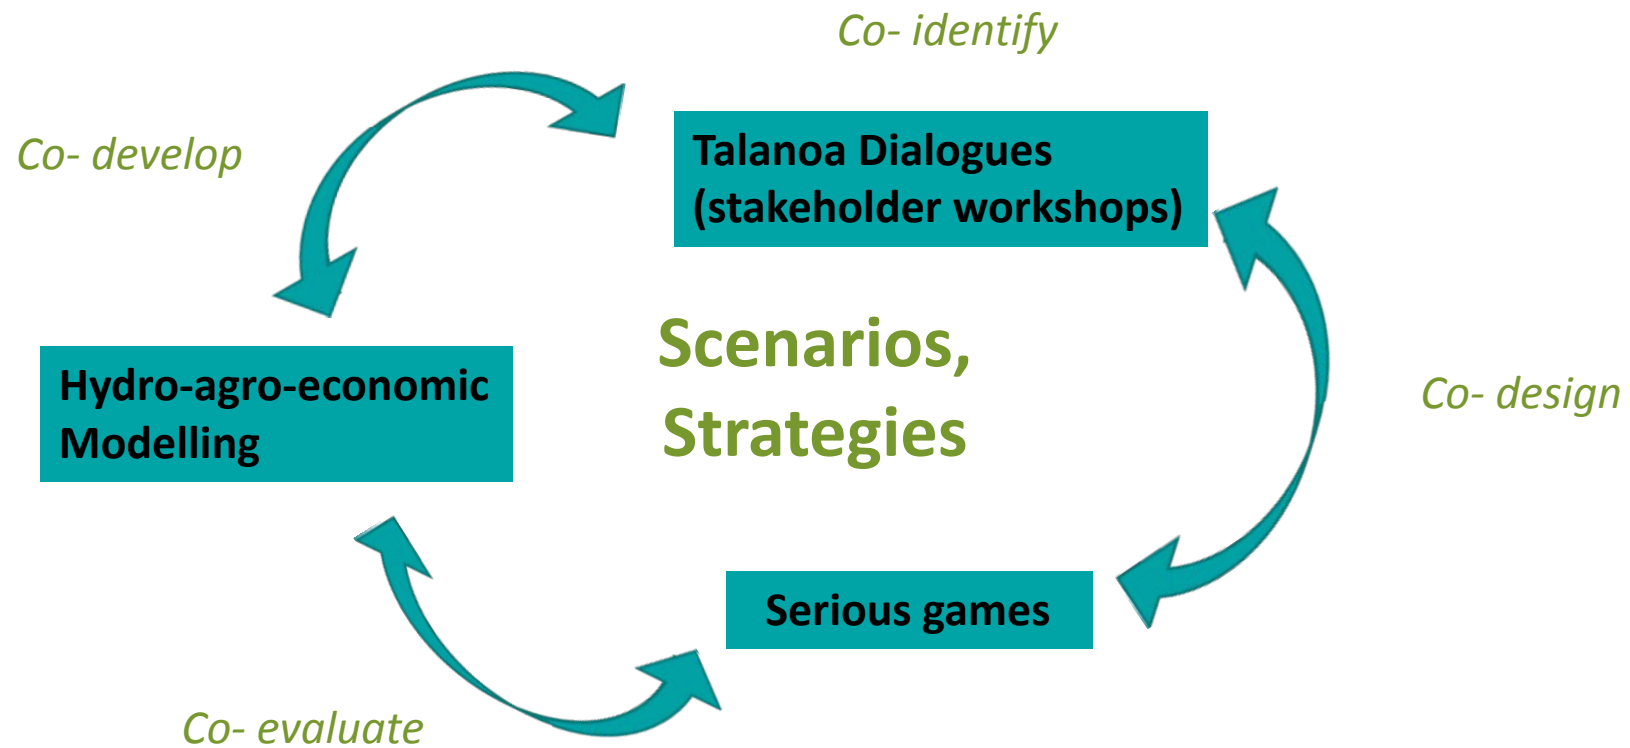 Co- identify
Co- develop
Talanoa Dialogues
(stakeholder workshops)
Scenarios,
Strategies
Hydro-agro-economic
Modelling
Co- design
Serious games
Co- evaluate